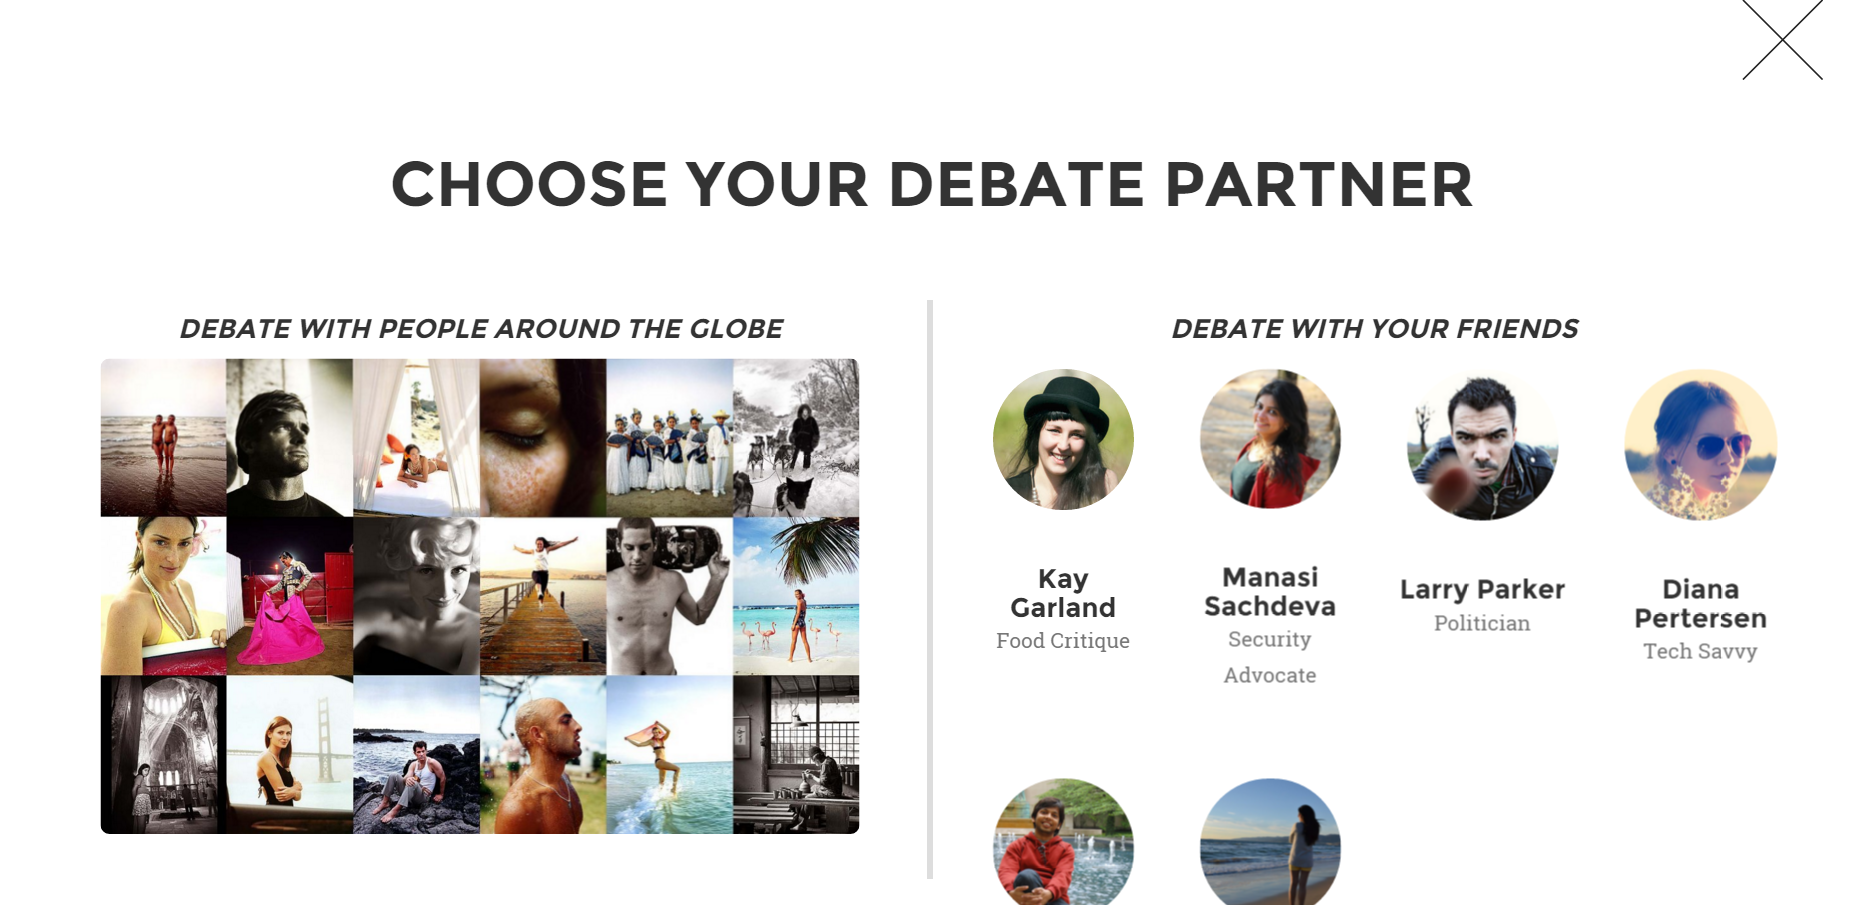 CHOOSE YOUR DEBATE PARTNER
DEBATE WITH PEOPLE AROUND THE GLOBE
DEBATE WITH YOUR FRIENDS
Kay
Garland
Food Critique
Manasi
Sachdeva
Security
Advocate
Larry Parker
Politician
Diana
Pertersen
Tech Savvy